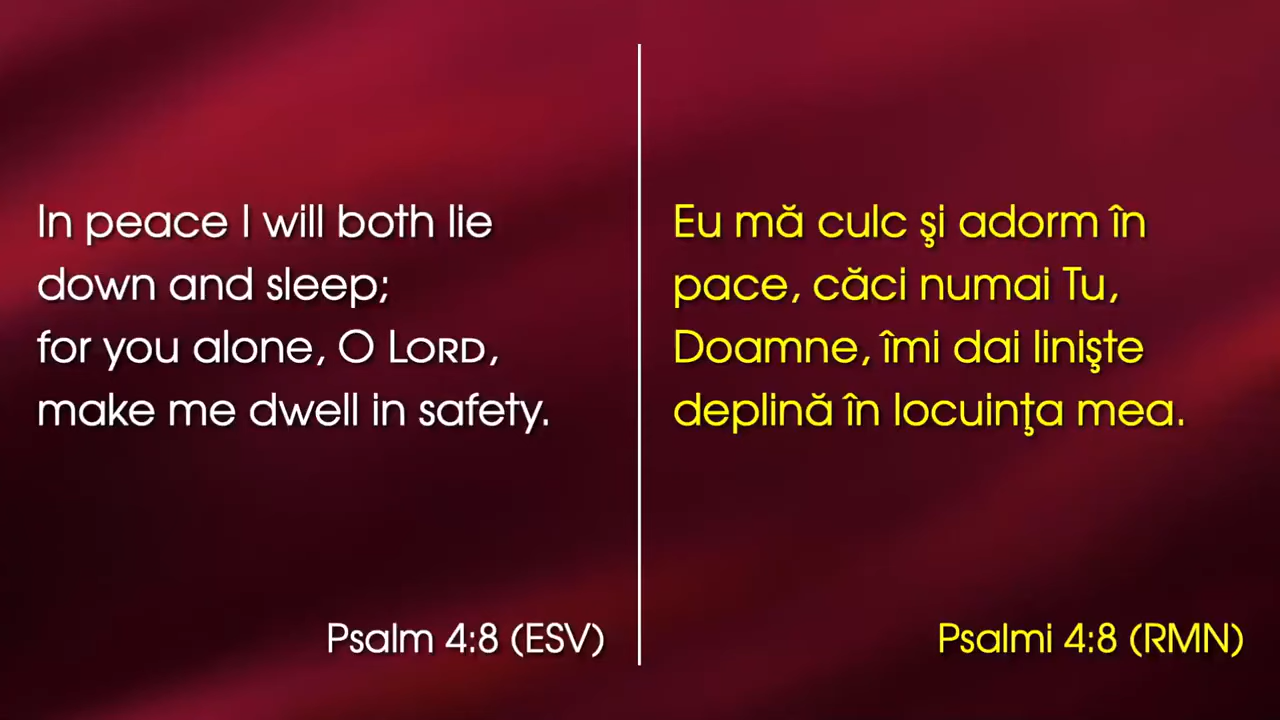 In peace I will both lie
down and sleep;
for you alone, O LORD,
make me dwell in safety.
Psalm 4:8 (ESV)
Eu mă culc şi adorm în
pace, căci numai Tu,
Doamne, îmi dai linişte
deplină în locuinţa mea.
Psalmi 4:8 (RMN)